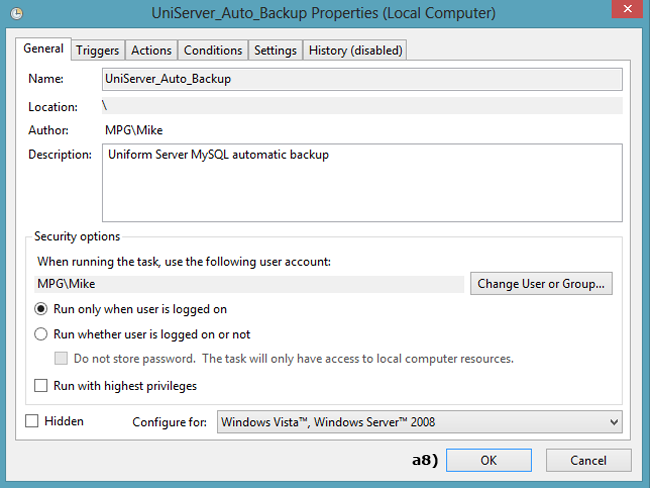 UniServer_Auto_Backup Properties (Local Computer)
General Triggers Actions Conditions Settings History (disabled)
Name: UniServer_Auto_Backup
Location: \
Author: MPG\Mike
Description: Uniform Server MySQL automatic backup
Security options
When running the task, use the following user account:
MPG\Mike Change User or Group...
Run only when user is logged on
Run whether user is logged on or not
Do not store password. The task will only have access to local computer resources.
Run with highest privileges
Hidden Configure for: Windows Vista™, Windows Server™ 2008
a8) OK Cancel